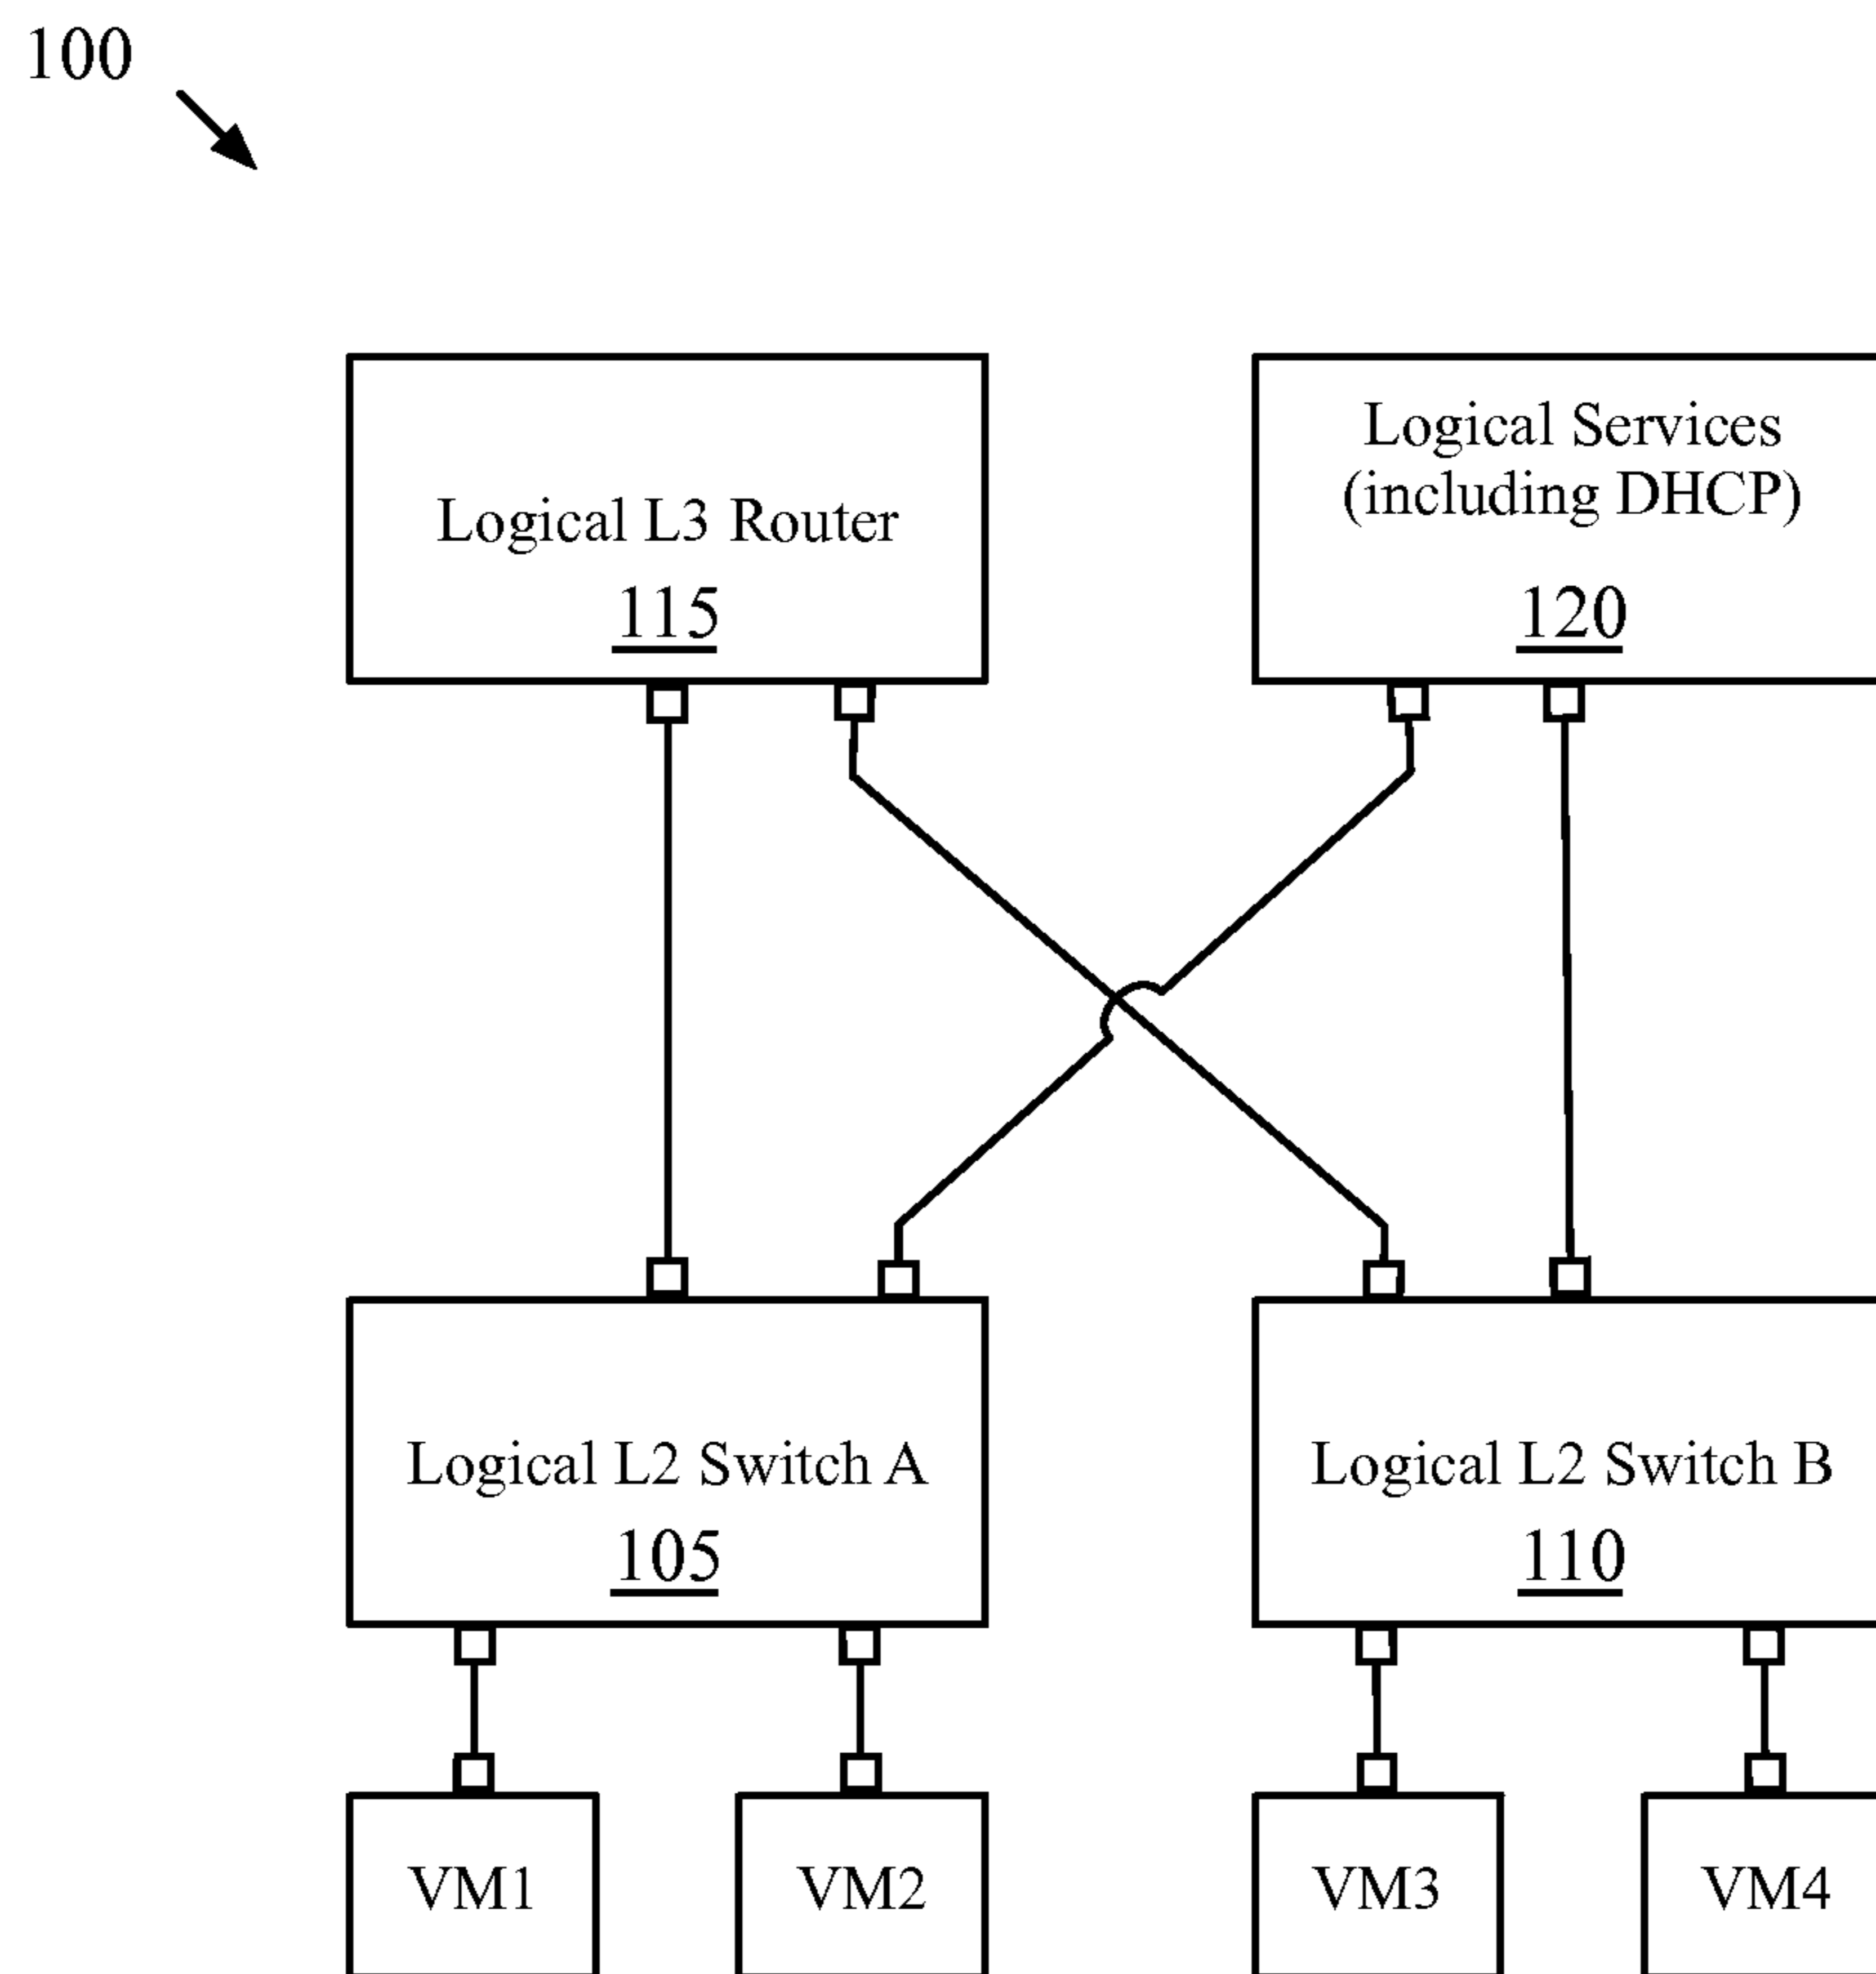 100
Logical L3 Router
115
Logical Services
(including DHCP)
120
Logical L2 Switch A
105
Logical L2 Switch B
110
VM1
VM2
VM3
VM4